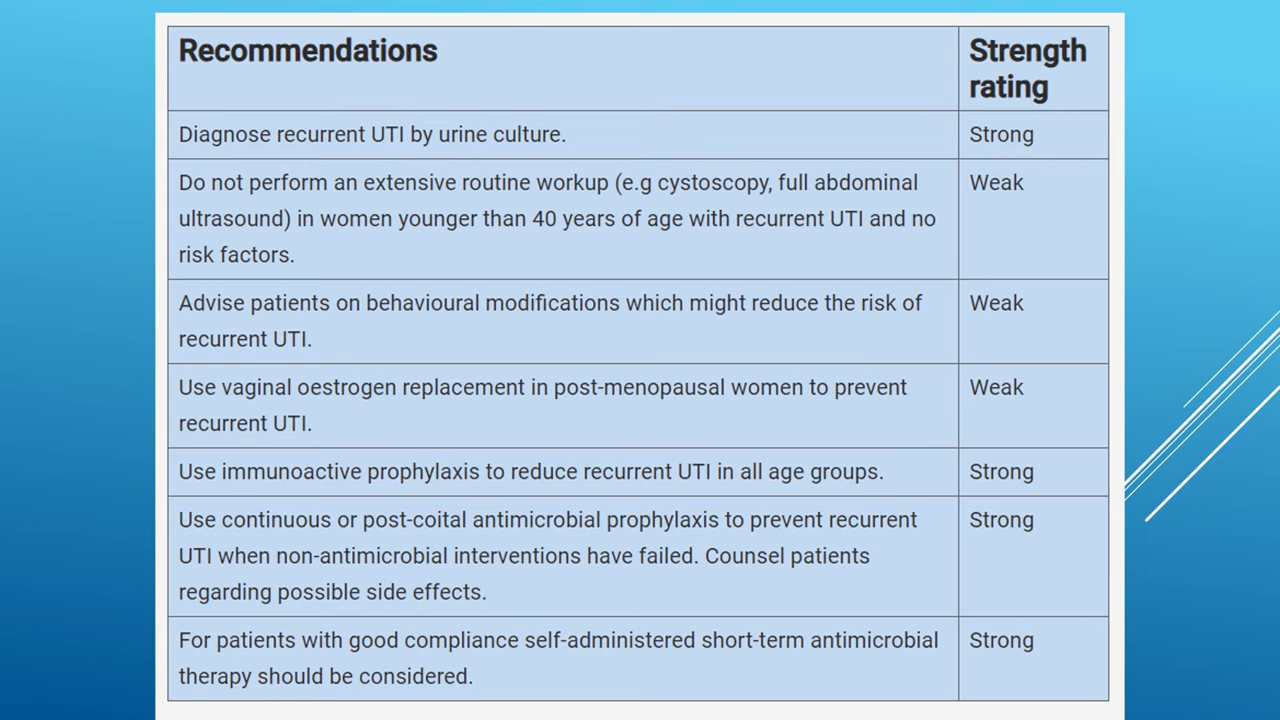 Recommendations
Strength
rating
Diagnose recurrent UTI by urine culture.
Strong
Do not perform an extensive routine workup (e.g cystoscopy, full abdominal
ultrasound) in women younger than 40 years of age with recurrent UTI and no
risk factors.
Weak
Advise patients on behavioural modifications which might reduce the risk of
recurrent UTI.
Weak
Use vaginal oestrogen replacement in post-menopausal women to prevent
recurrent UTI.
Weak
Use immunoactive prophylaxis to reduce recurrent UTI in all age groups.
Strong
Use continuous or post-coital antimicrobial prophylaxis to prevent recurrent
UTI when non-antimicrobial interventions have failed. Counsel patients
regarding possible side effects.
Strong
For patients with good compliance self-administered short-term antimicrobial
therapy should be considered.
Strong